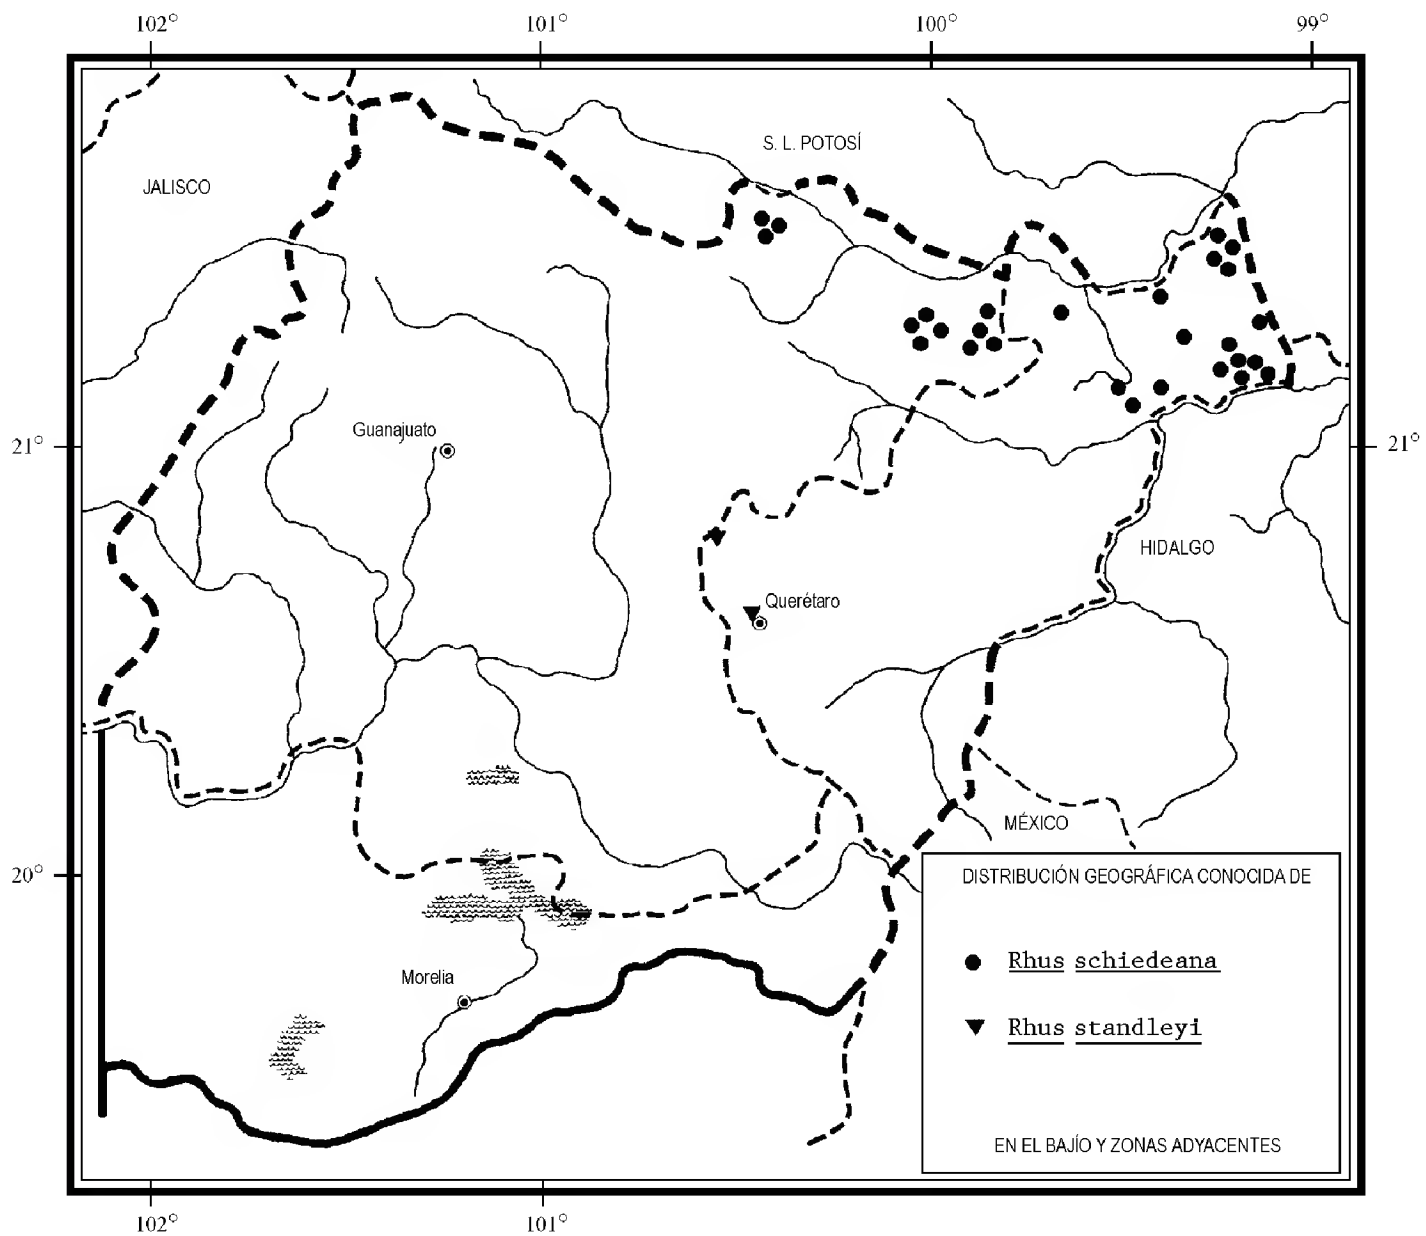 102° 101° 100° 99°
S. L. POTOSÍ
JALISCO
Guanajuato
21° 21°
HIDALGO
Querétaro
MÉXICO
20°
DISTRIBUCIÓN GEOGRÁFICA CONOCIDA DE
Rhus schiedeana
Morelia
Rhus standleyi
EN EL BAJÍO Y ZONAS ADYACENTES
102° 101°